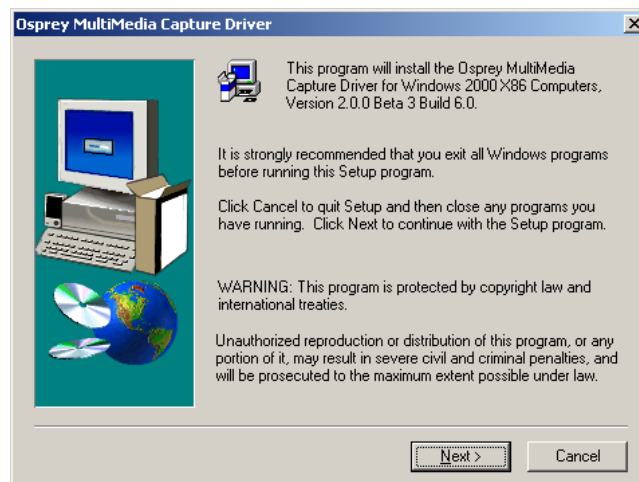 Osprey MultiMedia Capture Driver
This program will install the Osprey MultiMedia
Capture Driver for Windows 2000 X86 Computers,
Version 2.0.0 Beta 3 Build 6.0.
It is strongly recommended that you exit all Windows programs
before running this Setup program.
Click Cancel to quit Setup and then close any programs you
have running. Click Next to continue with the Setup program.
WARNING: This program is protected by copyright law and
international treaties.
Unauthorized reproduction or distribution of this program, or any
portion of it, may result in severe civil and criminal penalties, and
will be prosecuted to the maximum extent possible under law.
Next >
Cancel